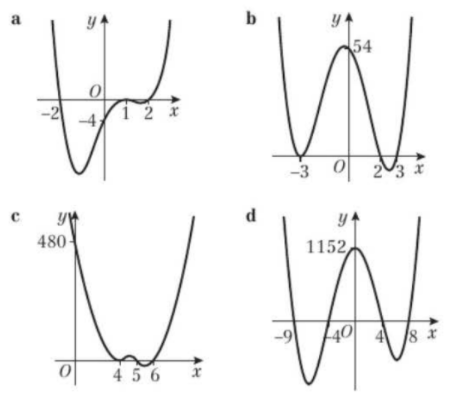 a
y
O
-2
-4
1 2 x
b
y
54
-3 O 2 3 x
c
y
480
O 4 5 6 x
d
y
1152
-9 -4 O 4 8 x